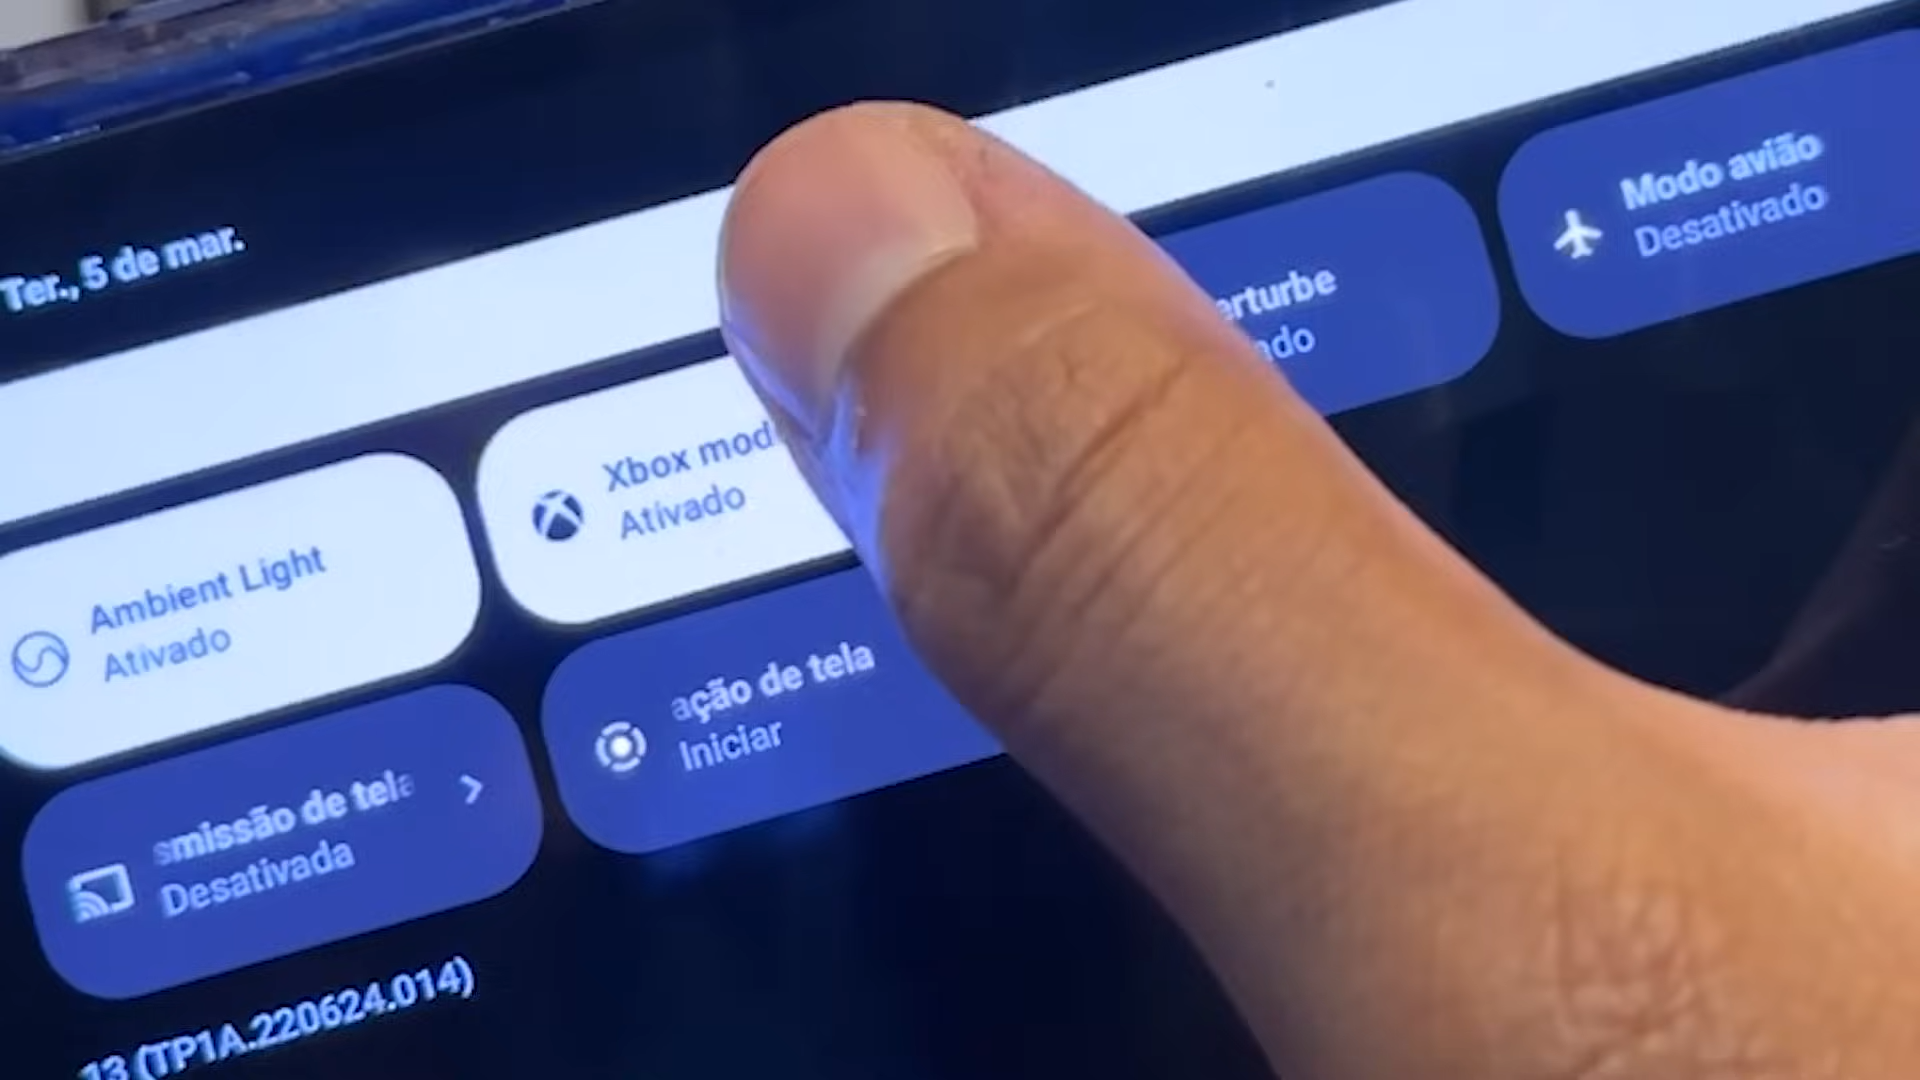 Ter., 5 de mar.
Ambient Light
Ativado
Xbox mod
Ativado
erturbe
ado
Modo avião
Desativado
smissão de tela
Desativada
ação de tela
Iniciar
13 (TP1A.220624.014)